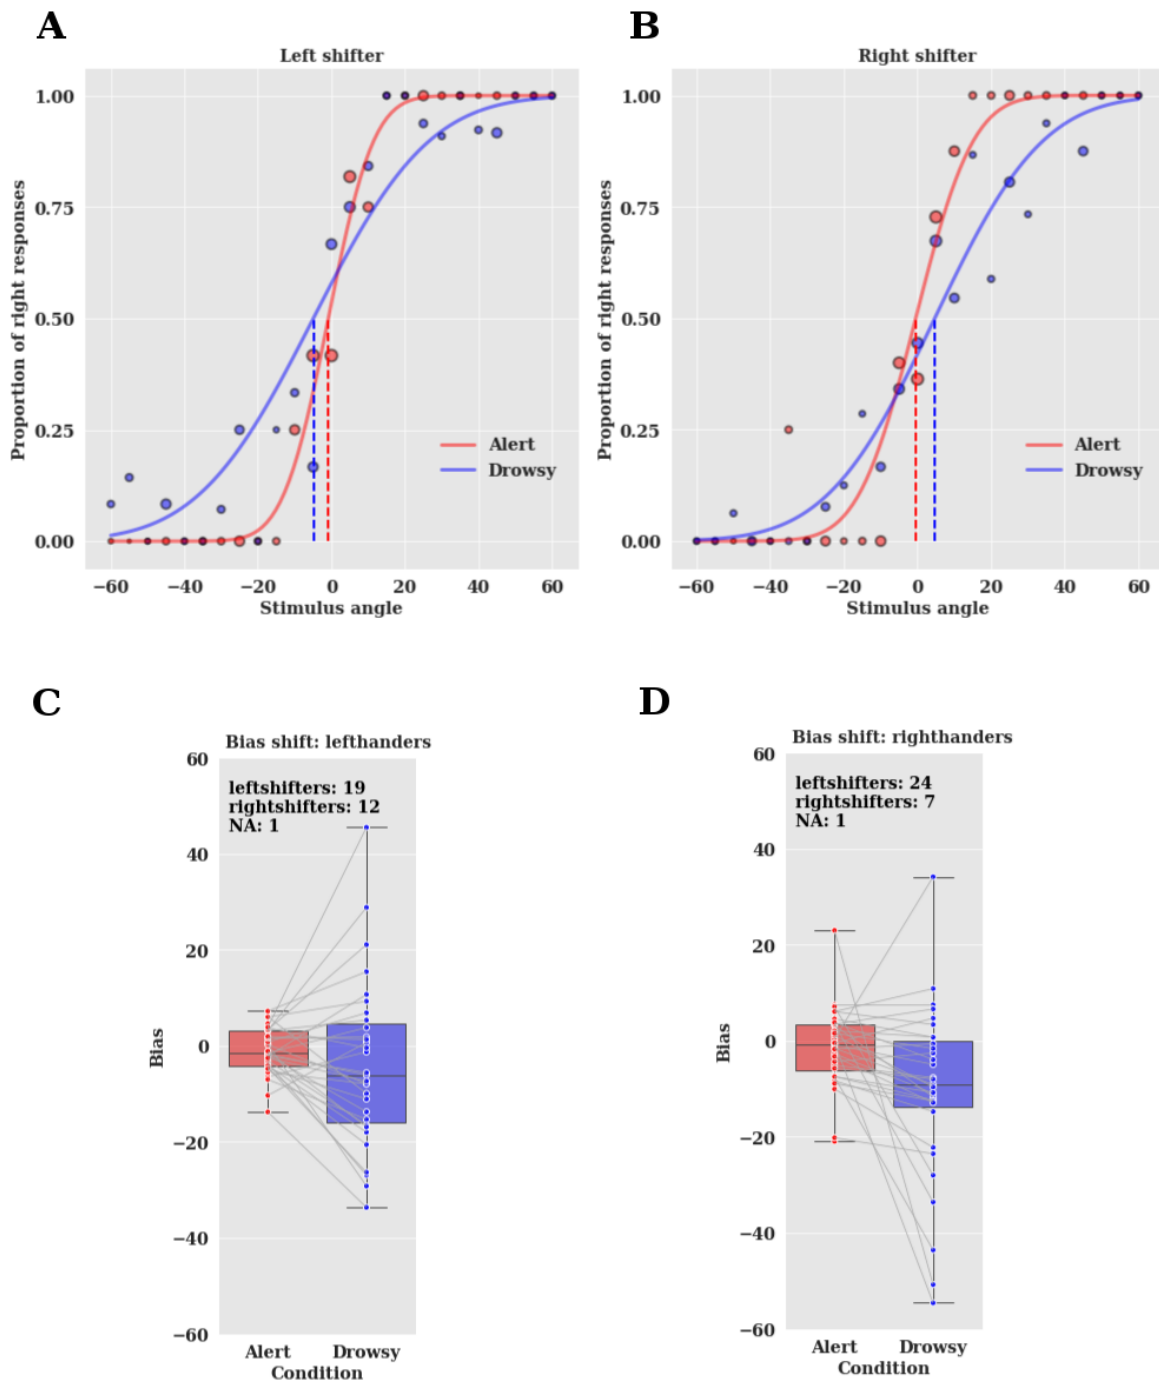 A
B
Left shifter
Right shifter
Proportion of right responses
1.00
0.75
0.50
0.25
0.00
Alert
Drowsy
−60 −40 −20 0 20 40 60
Stimulus angle
Proportion of right responses
1.00
0.75
0.50
0.25
0.00
Alert
Drowsy
−60 −40 −20 0 20 40 60
Stimulus angle
C
D
Bias shift: lefthanders
leftshifters: 19
rightshifters: 12
NA: 1
Bias
60
40
20
0
−20
−40
−60
Alert Drowsy
Condition
Bias shift: righthanders
leftshifters: 24
rightshifters: 7
NA: 1
Bias
60
40
20
0
−20
−40
−60
Alert Drowsy
Condition